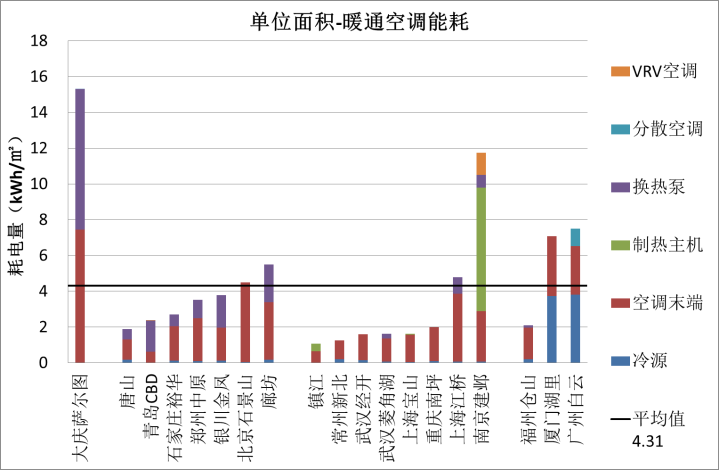 单位面积-暖通空调能耗
耗电量（kWh/㎡）
18
16
14
12
10
8
6
4
2
0
大庆萨尔图
唐山
青岛CBD
石家庄裕华
郑州中原
银川金凤
北京石景山
廊坊
镇江
常州新北
武汉经开
武汉菱角湖
上海宝山
重庆南坪
上海江桥
南京建邺
福州仓山
厦门湖里
广州白云
VRV空调
分散空调
换热泵
制热主机
空调末端
冷源
平均值
4.31